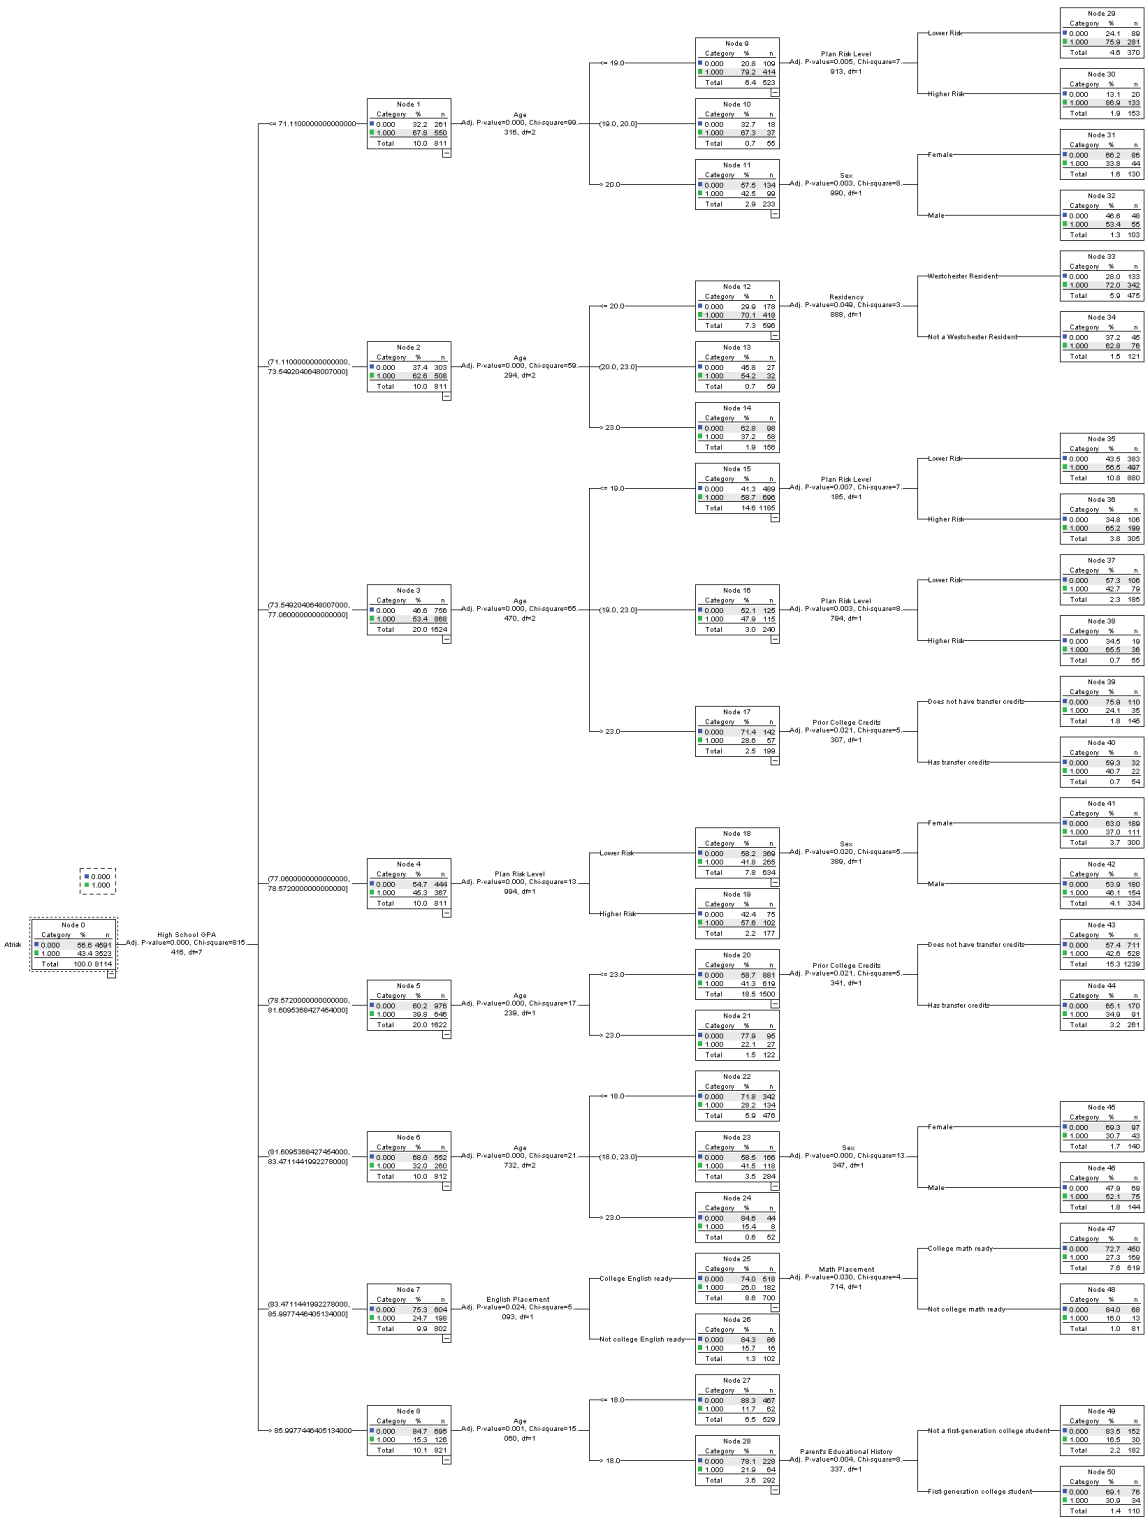 Atrisk
0.000
1.000
Node 0
Category % n
0.000 56.6 4591
1.000 43.4 3523
Total 100.0 8114
High School GPA
Adj. P-value=0.000, Chi-square=815.
416, df=7
<= 71.1100000000000000
(71.1100000000000000,
73.5492040648007000]
(73.5492040648007000,
77.0600000000000000]
(77.0600000000000000,
78.5720000000000000]
(78.5720000000000000,
81.6095368427454000]
(81.6095368427454000,
83.4711441992278000]
(83.4711441992278000,
85.9977446405134000]
> 85.9977446405134000
Node 1
Category % n
0.000 32.2 261
1.000 67.8 550
Total 10.0 811
Node 2
Category % n
0.000 37.4 303
1.000 62.6 508
Total 10.0 811
Node 3
Category % n
0.000 46.6 756
1.000 53.4 868
Total 20.0 1624
Node 4
Category % n
0.000 54.7 444
1.000 45.3 367
Total 10.0 811
Node 5
Category % n
0.000 60.2 976
1.000 39.8 646
Total 20.0 1622
Node 6
Category % n
0.000 68.0 552
1.000 32.0 260
Total 10.0 812
Node 7
Category % n
0.000 75.3 604
1.000 24.7 198
Total 9.9 802
Node 8
Category % n
0.000 84.7 695
1.000 15.3 126
Total 10.1 821
Age
Adj. P-value=0.000, Chi-square=99.
316, df=2
<= 19.0
(19.0, 20.0]
> 20.0
Age
Adj. P-value=0.000, Chi-square=59.
294, df=2
<= 20.0
(20.0, 23.0]
> 23.0
Age
Adj. P-value=0.000, Chi-square=65.
470, df=2
<= 19.0
(19.0, 23.0]
> 23.0
Plan Risk Level
Adj. P-value=0.000, Chi-square=13.
994, df=1
Lower Risk
Higher Risk
Age
Adj. P-value=0.000, Chi-square=17.
239, df=1
<= 23.0
> 23.0
Age
Adj. P-value=0.000, Chi-square=21.
732, df=2
<= 18.0
(18.0, 23.0]
> 23.0
English Placement
Adj. P-value=0.024, Chi-square=5.
093, df=1
College English ready
Not college English ready
Age
Adj. P-value=0.001, Chi-square=15.
060, df=1
<= 18.0
> 18.0
Node 9
Category % n
0.000 20.8 109
1.000 79.2 414
Total 6.4 523
Node 10
Category % n
0.000 32.7 18
1.000 67.3 37
Total 0.7 55
Node 11
Category % n
0.000 57.5 134
1.000 42.5 99
Total 2.9 233
Node 12
Category % n
0.000 29.9 178
1.000 70.1 418
Total 7.3 596
Node 13
Category % n
0.000 45.8 27
1.000 54.2 32
Total 0.7 59
Node 14
Category % n
0.000 62.8 98
1.000 37.2 58
Total 1.9 156
Node 15
Category % n
0.000 41.3 489
1.000 58.7 696
Total 14.6 1185
Node 16
Category % n
0.000 52.1 125
1.000 47.9 115
Total 3.0 240
Node 17
Category % n
0.000 71.4 142
1.000 28.6 57
Total 2.5 199
Node 18
Category % n
0.000 58.2 369
1.000 41.8 265
Total 7.8 634
Node 19
Category % n
0.000 42.4 75
1.000 57.6 102
Total 2.2 177
Node 20
Category % n
0.000 58.7 881
1.000 41.3 619
Total 18.5 1500
Node 21
Category % n
0.000 77.9 95
1.000 22.1 27
Total 1.5 122
Node 22
Category % n
0.000 71.8 342
1.000 28.2 134
Total 5.9 476
Node 23
Category % n
0.000 58.5 166
1.000 41.5 118
Total 3.5 284
Node 24
Category % n
0.000 84.6 44
1.000 15.4 8
Total 0.6 52
Node 25
Category % n
0.000 74.0 518
1.000 26.0 182
Total 8.6 700
Node 26
Category % n
0.000 84.3 86
1.000 15.7 16
Total 1.3 102
Node 27
Category % n
0.000 88.3 467
1.000 11.7 62
Total 6.5 529
Node 28
Category % n
0.000 78.1 228
1.000 21.9 64
Total 3.6 292
Plan Risk Level
Adj. P-value=0.005, Chi-square=7.
913, df=1
Lower Risk
Higher Risk
Sex
Adj. P-value=0.003, Chi-square=8.
990, df=1
Female
Male
Residency
Adj. P-value=0.049, Chi-square=3.
888, df=1
Westchester Resident
Not a Westchester Resident
Plan Risk Level
Adj. P-value=0.007, Chi-square=7.
185, df=1
Lower Risk
Higher Risk
Plan Risk Level
Adj. P-value=0.003, Chi-square=8.
794, df=1
Lower Risk
Higher Risk
Prior College Credits
Adj. P-value=0.021, Chi-square=5.
307, df=1
Does not have transfer credits
Has transfer credits
Sex
Adj. P-value=0.020, Chi-square=5.
389, df=1
Female
Male
Prior College Credits
Adj. P-value=0.021, Chi-square=5.
341, df=1
Does not have transfer credits
Has transfer credits
Sex
Adj. P-value=0.000, Chi-square=13.
347, df=1
Female
Male
Math Placement
Adj. P-value=0.030, Chi-square=4.
714, df=1
College math ready
Not college math ready
Parent's Educational History
Adj. P-value=0.004, Chi-square=8.
337, df=1
Not a first-generation college student
First-generation college student
Node 29
Category % n
0.000 24.1 89
1.000 75.9 281
Total 4.6 370
Node 30
Category % n
0.000 13.1 20
1.000 86.9 133
Total 1.9 153
Node 31
Category % n
0.000 66.2 86
1.000 33.8 44
Total 1.6 130
Node 32
Category % n
0.000 46.6 48
1.000 53.4 55
Total 1.3 103
Node 33
Category % n
0.000 28.0 133
1.000 72.0 342
Total 5.9 475
Node 34
Category % n
0.000 37.2 45
1.000 62.8 76
Total 1.5 121
Node 35
Category % n
0.000 43.5 383
1.000 56.5 497
Total 10.8 880
Node 36
Category % n
0.000 34.8 106
1.000 65.2 199
Total 3.8 305
Node 37
Category % n
0.000 57.3 106
1.000 42.7 79
Total 2.3 185
Node 38
Category % n
0.000 34.5 19
1.000 65.5 36
Total 0.7 55
Node 39
Category % n
0.000 75.9 110
1.000 24.1 35
Total 1.8 145
Node 40
Category % n
0.000 59.3 32
1.000 40.7 22
Total 0.7 54
Node 41
Category % n
0.000 63.0 189
1.000 37.0 111
Total 3.7 300
Node 42
Category % n
0.000 53.9 180
1.000 46.1 154
Total 4.1 334
Node 43
Category % n
0.000 57.4 711
1.000 42.6 528
Total 15.3 1239
Node 44
Category % n
0.000 65.1 170
1.000 34.9 91
Total 3.2 261
Node 45
Category % n
0.000 69.3 97
1.000 30.7 43
Total 1.7 140
Node 46
Category % n
0.000 47.9 69
1.000 52.1 75
Total 1.8 144
Node 47
Category % n
0.000 72.7 450
1.000 27.3 169
Total 7.6 619
Node 48
Category % n
0.000 84.0 68
1.000 16.0 13
Total 1.0 81
Node 49
Category % n
0.000 83.5 152
1.000 16.5 30
Total 2.2 182
Node 50
Category % n
0.000 69.1 76
1.000 30.9 34
Total 1.4 110